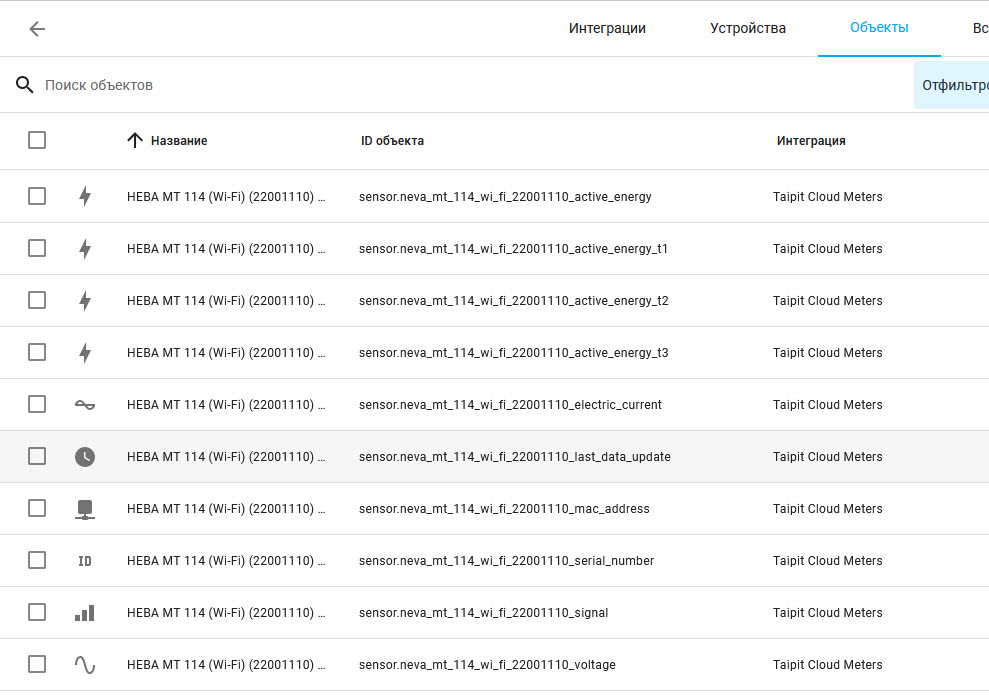 Интеграции Устройства Объекты Вс
Поиск объектов Отфильтро
Название ID объекта Интеграция
НЕВА МТ 114 (Wi-Fi) (22001110) ... sensor.neva_mt_114_wi_fi_22001110_active_energy Taipit Cloud Meters
НЕВА МТ 114 (Wi-Fi) (22001110) ... sensor.neva_mt_114_wi_fi_22001110_active_energy_t1 Taipit Cloud Meters
НЕВА МТ 114 (Wi-Fi) (22001110) ... sensor.neva_mt_114_wi_fi_22001110_active_energy_t2 Taipit Cloud Meters
НЕВА МТ 114 (Wi-Fi) (22001110) ... sensor.neva_mt_114_wi_fi_22001110_active_energy_t3 Taipit Cloud Meters
НЕВА МТ 114 (Wi-Fi) (22001110) ... sensor.neva_mt_114_wi_fi_22001110_electric_current Taipit Cloud Meters
НЕВА МТ 114 (Wi-Fi) (22001110) ... sensor.neva_mt_114_wi_fi_22001110_last_data_update Taipit Cloud Meters
НЕВА МТ 114 (Wi-Fi) (22001110) ... sensor.neva_mt_114_wi_fi_22001110_mac_address Taipit Cloud Meters
ID НЕВА МТ 114 (Wi-Fi) (22001110) ... sensor.neva_mt_114_wi_fi_22001110_serial_number Taipit Cloud Meters
НЕВА МТ 114 (Wi-Fi) (22001110) ... sensor.neva_mt_114_wi_fi_22001110_signal Taipit Cloud Meters
НЕВА МТ 114 (Wi-Fi) (22001110) ... sensor.neva_mt_114_wi_fi_22001110_voltage Taipit Cloud Meters